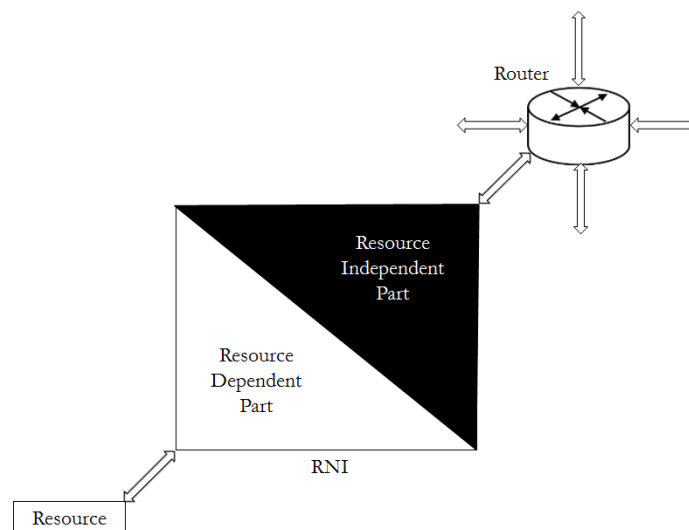 Router
Resource
Independent
Part
Resource
Dependent
Part
RNI
Resource